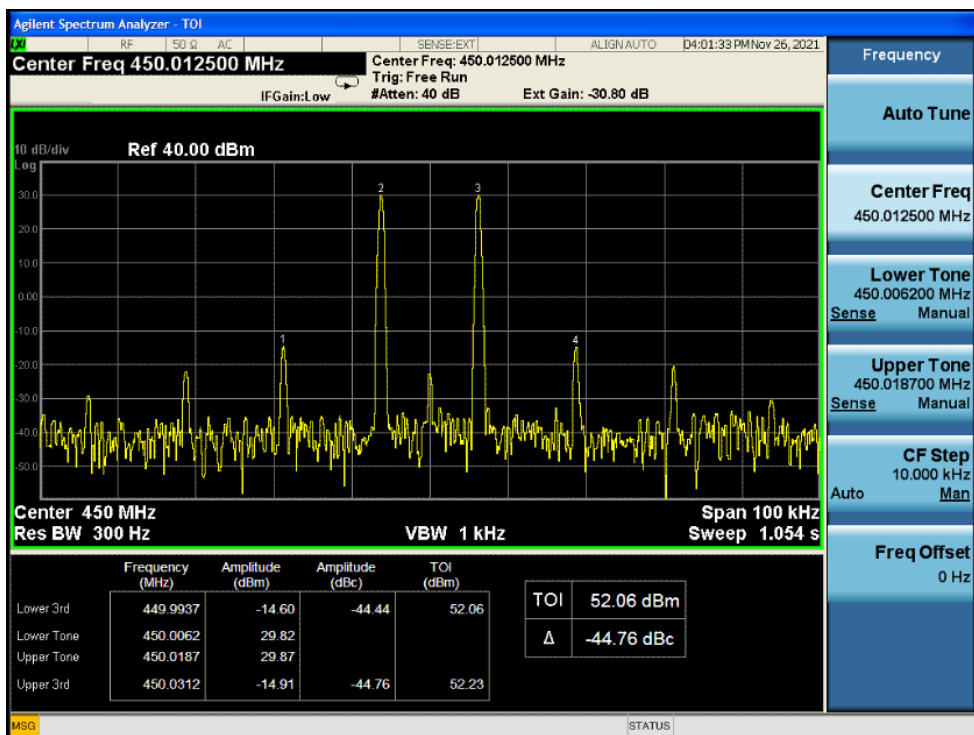 Agilent Spectrum Analyzer - TOI
LXI RF 50 Ω AC SENSE:EXT ALIGNAUTO 04:01:33 PM Nov 26, 2021
Center Freq 450.012500 MHz
Center Freq: 450.012500 MHz
Trig: Free Run
IFGain:Low #Atten: 40 dB Ext Gain: -30.80 dB
10 dB/div Ref 40.00 dBm
Log
30.0
20.0
10.0
0.00
-10.0
-20.0
-30.0
-40.0
-50.0
2 3
1 4
Center 450 MHz Span 100 kHz
Res BW 300 Hz VBW 1 kHz Sweep 1.054 s
Frequency (MHz) Amplitude (dBm) Amplitude (dBc) TOI (dBm)
Lower 3rd 449.9937 -14.60 -44.44 52.06
Lower Tone 450.0062 29.82
Upper Tone 450.0187 29.87
Upper 3rd 450.0312 -14.91 -44.76 52.23
TOI 52.06 dBm
Δ -44.76 dBc
Frequency
Auto Tune
Center Freq
450.012500 MHz
Lower Tone
450.006200 MHz
Sense Manual
Upper Tone
450.018700 MHz
Sense Manual
CF Step
10.000 kHz
Auto Man
Freq Offset
0 Hz
MSG STATUS